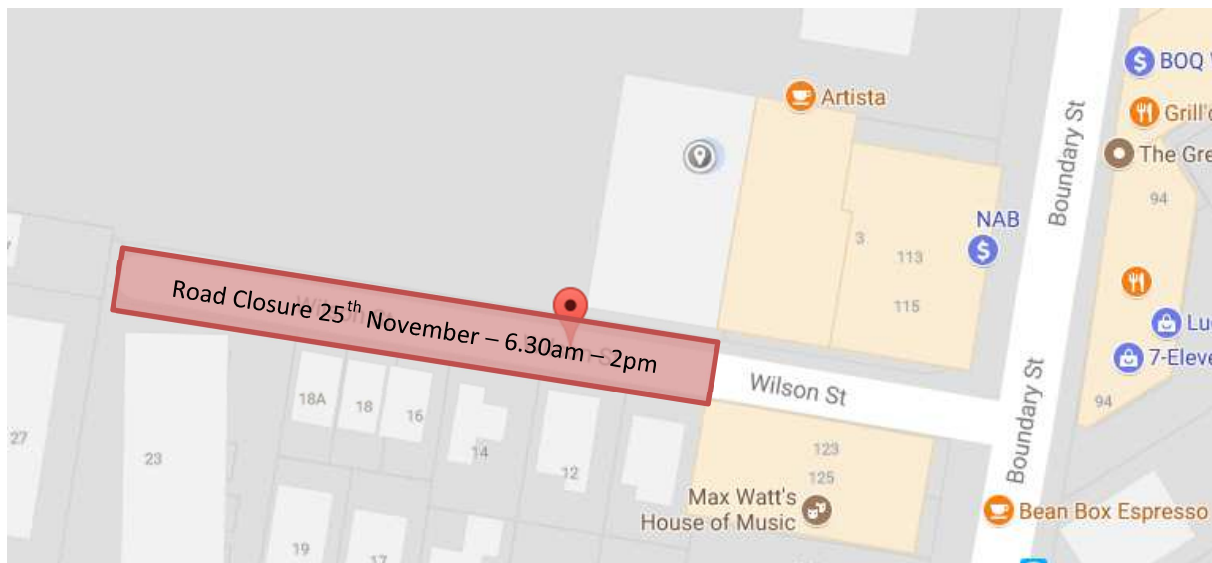 BOQ
Artista
Grill'
The Gre
Boundary St
94
NAB
3
113
115
Road Closure 25th November – 6.30am – 2pm
Lu
7-Eleve
Wilson St
Boundary St
94
18A
18
16
14
12
27
23
123
125
Max Watt's
House of Music
Bean Box Espresso
19
17